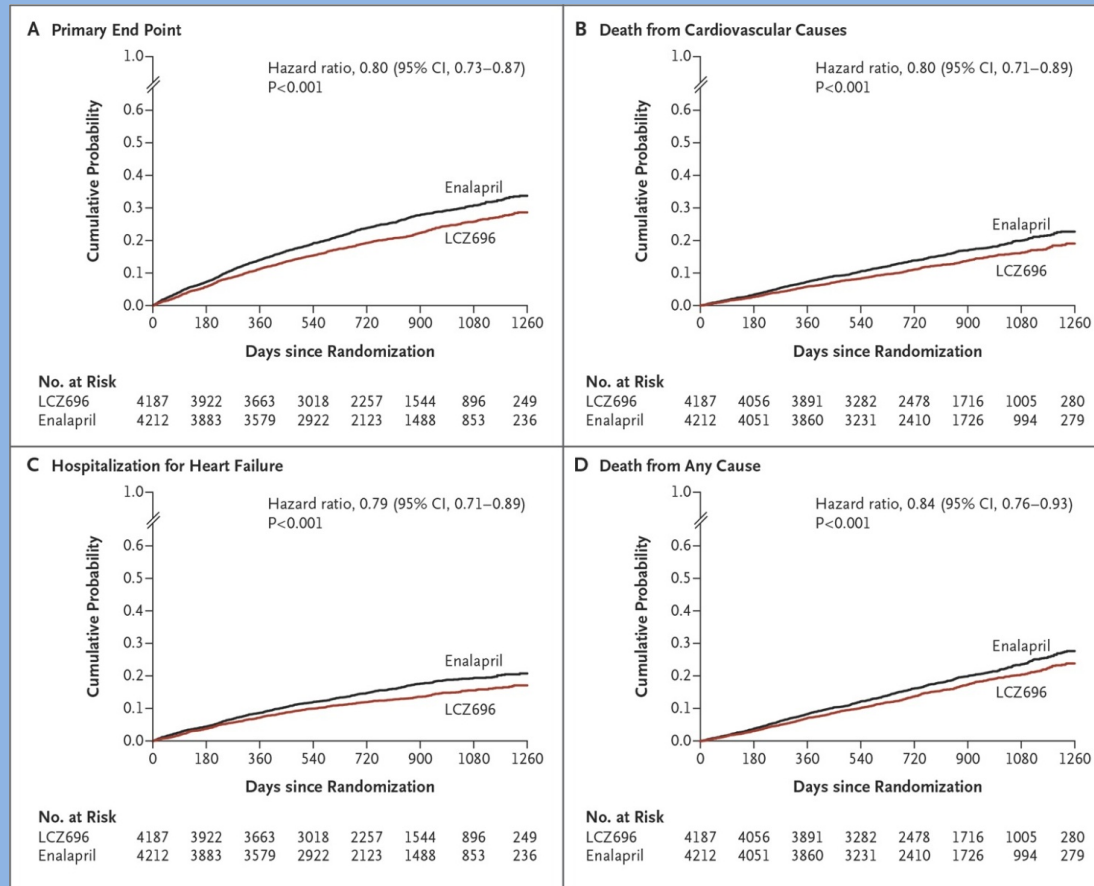 A Primary End Point
1.0
0.6
0.5
0.4
0.3
0.2
0.1
0.0
Cumulative Probability
Hazard ratio, 0.80 (95% CI, 0.73–0.87)
P<0.001
Enalapril
LCZ696
0 180 360 540 720 900 1080 1260
Days since Randomization
No. at Risk
LCZ696 4187 3922 3663 3018 2257 1544 896 249
Enalapril 4212 3883 3579 2922 2123 1488 853 236
B Death from Cardiovascular Causes
1.0
0.6
0.5
0.4
0.3
0.2
0.1
0.0
Cumulative Probability
Hazard ratio, 0.80 (95% CI, 0.71–0.89)
P<0.001
Enalapril
LCZ696
0 180 360 540 720 900 1080 1260
Days since Randomization
No. at Risk
LCZ696 4187 4056 3891 3282 2478 1716 1005 280
Enalapril 4212 4051 3860 3231 2410 1726 994 279
C Hospitalization for Heart Failure
1.0
0.6
0.5
0.4
0.3
0.2
0.1
0.0
Cumulative Probability
Hazard ratio, 0.79 (95% CI, 0.71–0.89)
P<0.001
Enalapril
LCZ696
0 180 360 540 720 900 1080 1260
Days since Randomization
No. at Risk
LCZ696 4187 3922 3663 3018 2257 1544 896 249
Enalapril 4212 3883 3579 2922 2123 1488 853 236
D Death from Any Cause
1.0
0.6
0.5
0.4
0.3
0.2
0.1
0.0
Cumulative Probability
Hazard ratio, 0.84 (95% CI, 0.76–0.93)
P<0.001
Enalapril
LCZ696
0 180 360 540 720 900 1080 1260
Days since Randomization
No. at Risk
LCZ696 4187 4056 3891 3282 2478 1716 1005 280
Enalapril 4212 4051 3860 3231 2410 1726 994 279